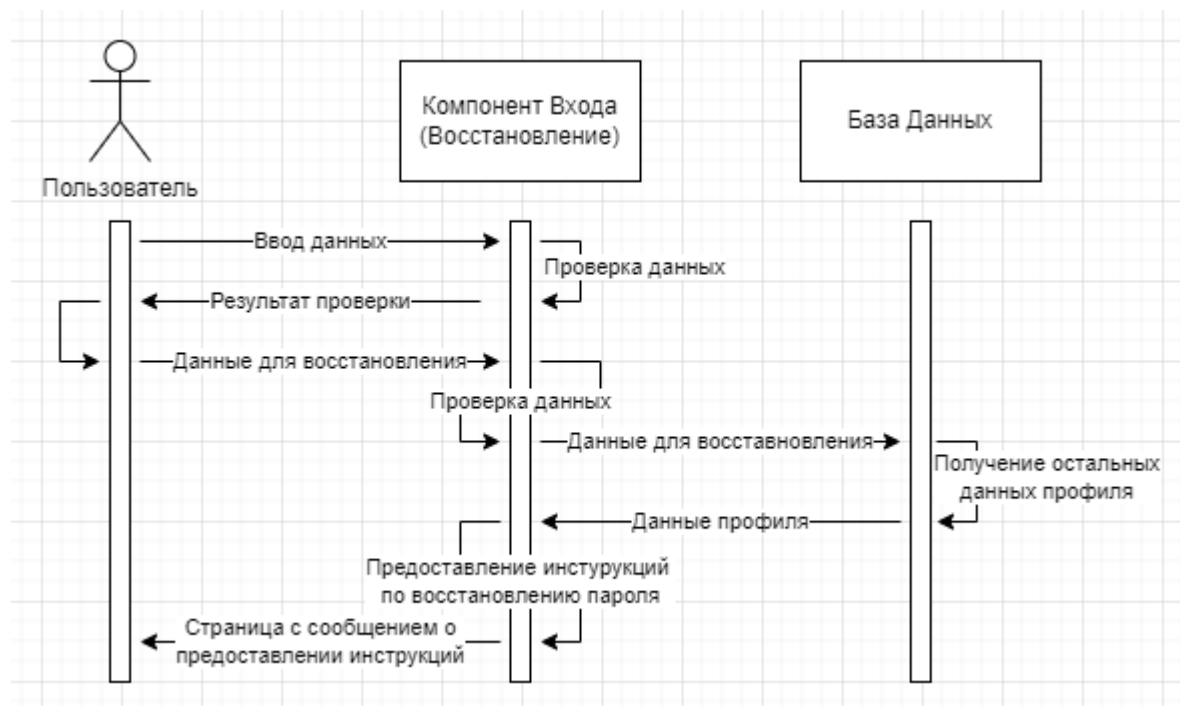 Компонент Входа
(Восстановление)
База Данных
Пользователь
Ввод данных
Проверка данных
Результат проверки
Данные для восстановления
Проверка данных
Данные для восставновления
Получение остальных
данных профиля
Данные профиля
Предоставление инстурукций
по восстановлению пароля
Страница с сообщением о
предоставлении инструкций